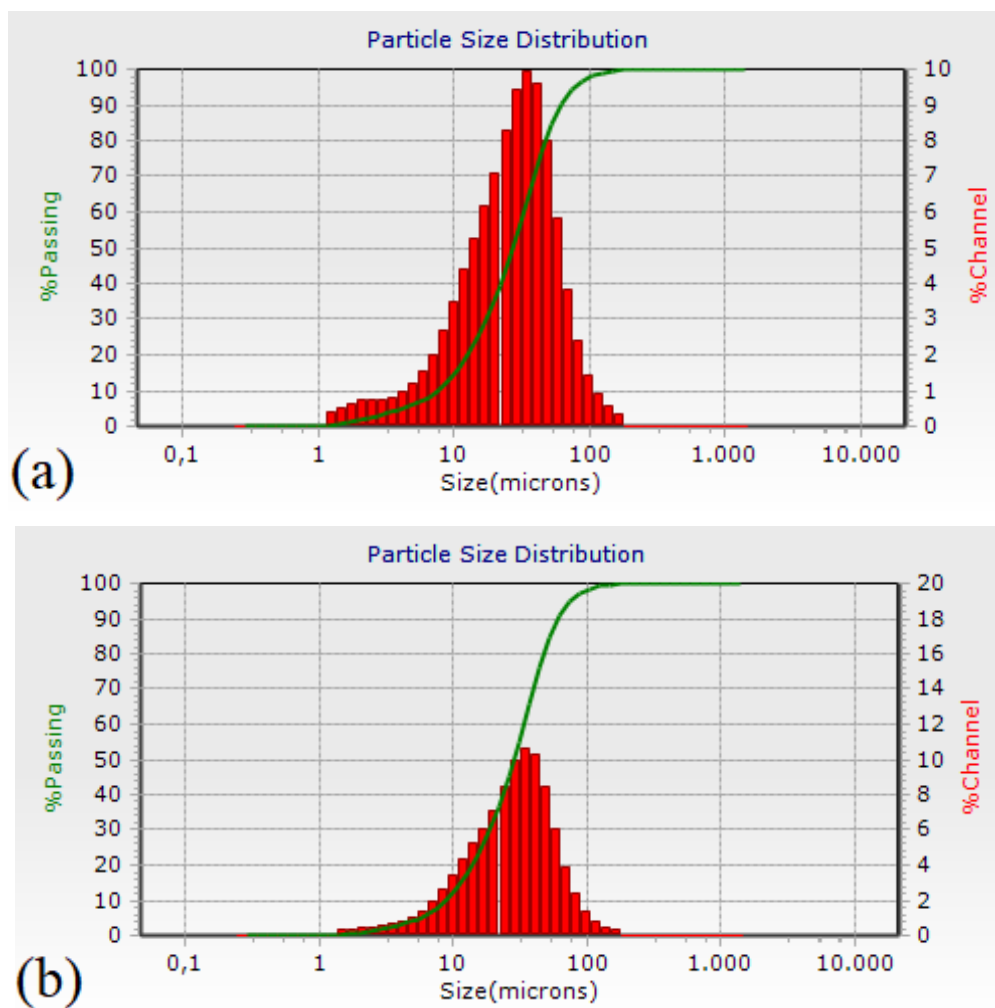 Particle Size Distribution
100 10
90 9
80 8
70 7
60 6
50 5
40 4
30 3
20 2
10 1
0 0
%Passing
%Channel
0,1 1 10 100 1.000 10.000
Size(microns)
(a)
Particle Size Distribution
100 20
90 18
80 16
70 14
60 12
50 10
40 8
30 6
20 4
10 2
0 0
%Passing
%Channel
0,1 1 10 100 1.000 10.000
Size(microns)
(b)